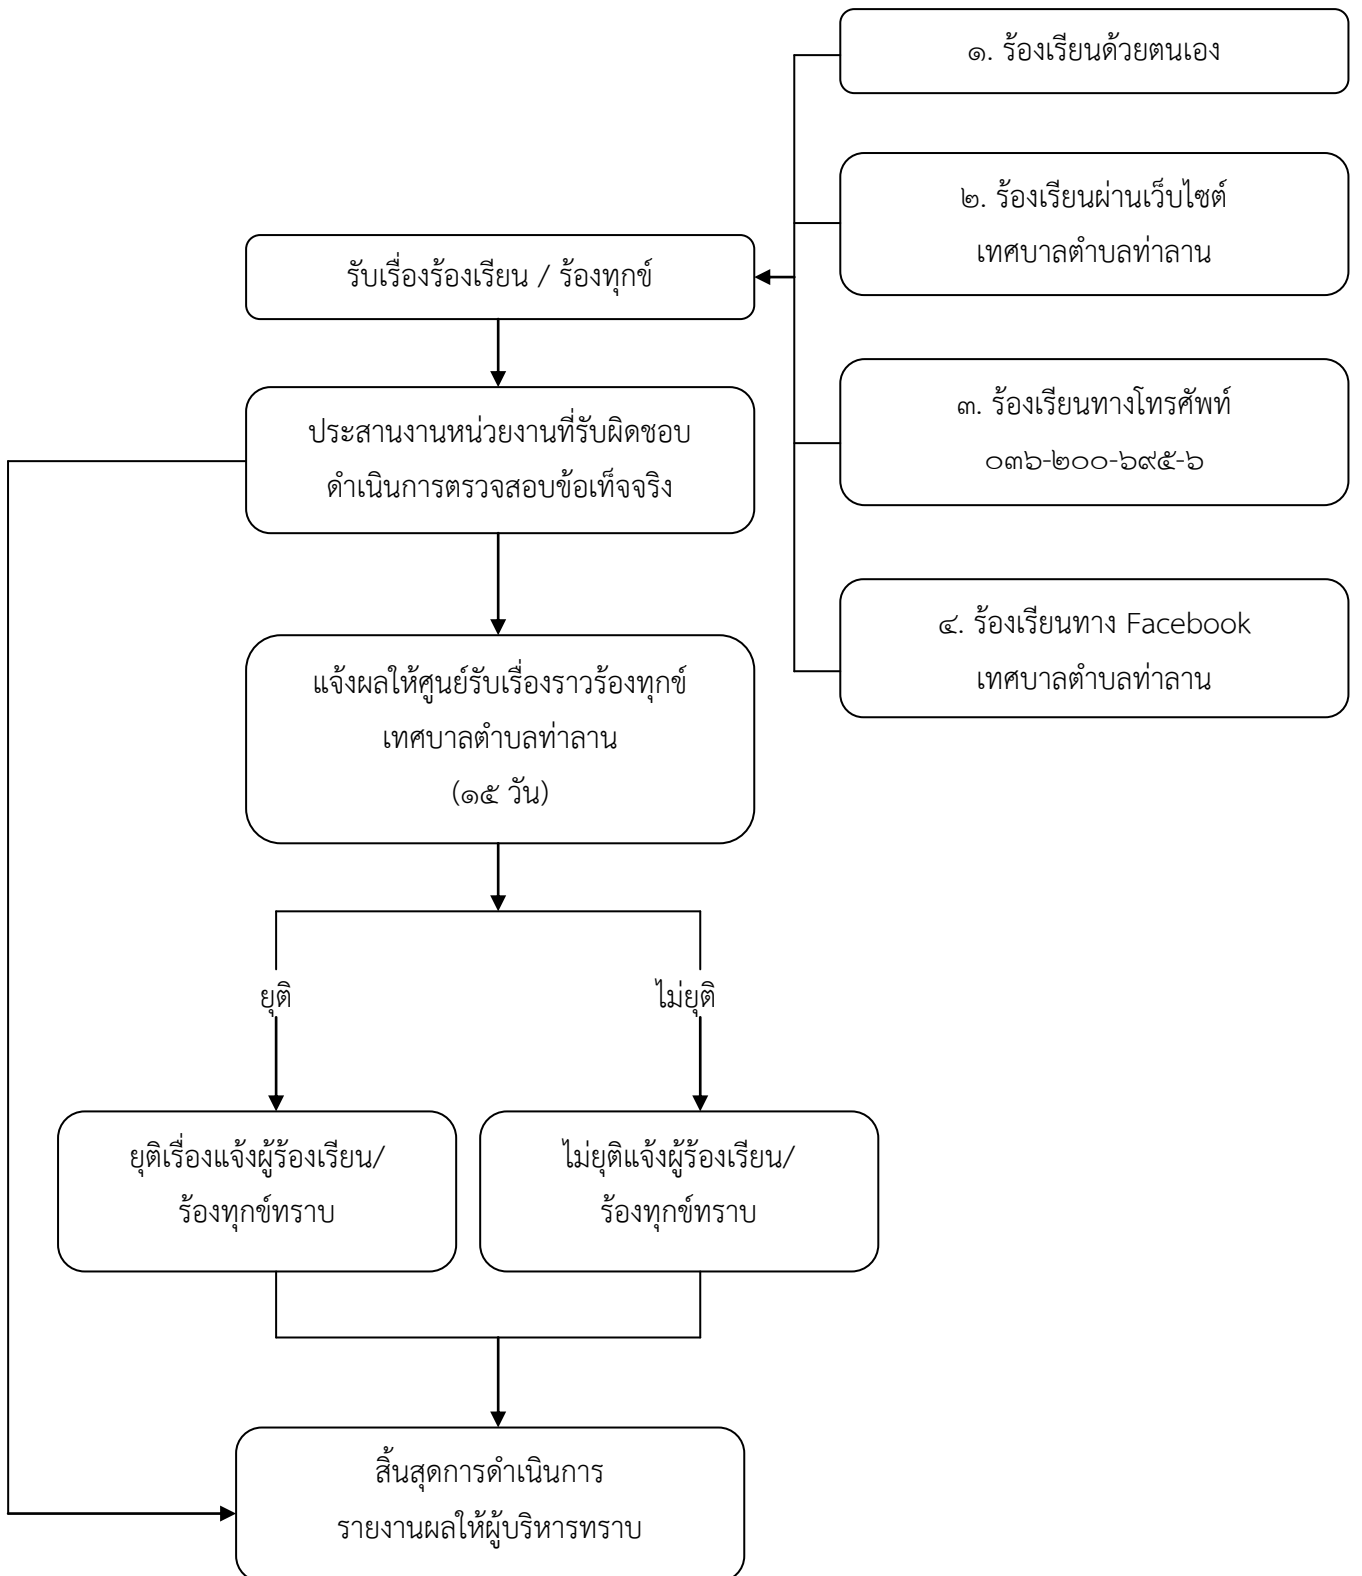 ๑. ร้องเรียนด้วยตนเอง
๒. ร้องเรียนผ่านเว็บไซต์
เทศบาลตำบลท่าลาน
รับเรื่องร้องเรียน / ร้องทุกข์
๓. ร้องเรียนทางโทรศัพท์
๐๓๖-๒๐๐-๖๙๕-๖
ประสานงานหน่วยงานที่รับผิดชอบ
ดำเนินการตรวจสอบข้อเท็จจริง
๔. ร้องเรียนทาง Facebook
เทศบาลตำบลท่าลาน
แจ้งผลให้ศูนย์รับเรื่องราวร้องทุกข์
เทศบาลตำบลท่าลาน
(๑๕ วัน)
ยุติ
ไม่ยุติ
ยุติเรื่องแจ้งผู้ร้องเรียน/
ร้องทุกข์ทราบ
ไม่ยุติแจ้งผู้ร้องเรียน/
ร้องทุกข์ทราบ
สิ้นสุดการดำเนินการ
รายงานผลให้ผู้บริหารทราบ